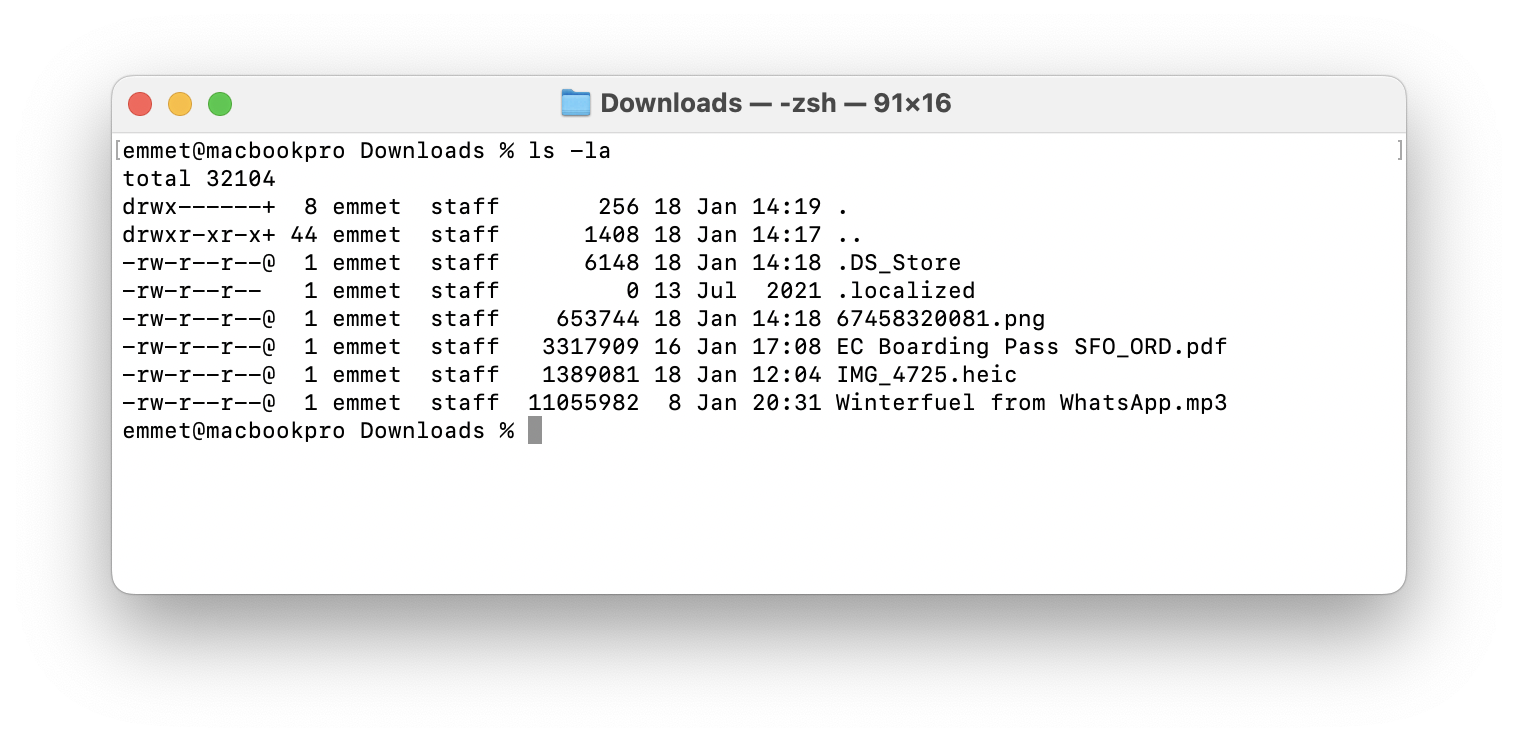 Downloads — -zsh — 91×16
[emmet@macbookpro Downloads % ls -la ]
total 32104
drwx------+  8 emmet  staff       256 18 Jan 14:19 .
drwxr-xr-x+ 44 emmet  staff      1408 18 Jan 14:17 ..
-rw-r--r--@  1 emmet  staff      6148 18 Jan 14:18 .DS_Store
-rw-r--r--   1 emmet  staff         0 13 Jul  2021 .localized
-rw-r--r--@  1 emmet  staff    653744 18 Jan 14:18 67458320081.png
-rw-r--r--@  1 emmet  staff   3317909 16 Jan 17:08 EC Boarding Pass SFO_ORD.pdf
-rw-r--r--@  1 emmet  staff   1389081 18 Jan 12:04 IMG_4725.heic
-rw-r--r--@  1 emmet  staff  11055982  8 Jan 20:31 Winterfuel from WhatsApp.mp3
emmet@macbookpro Downloads %